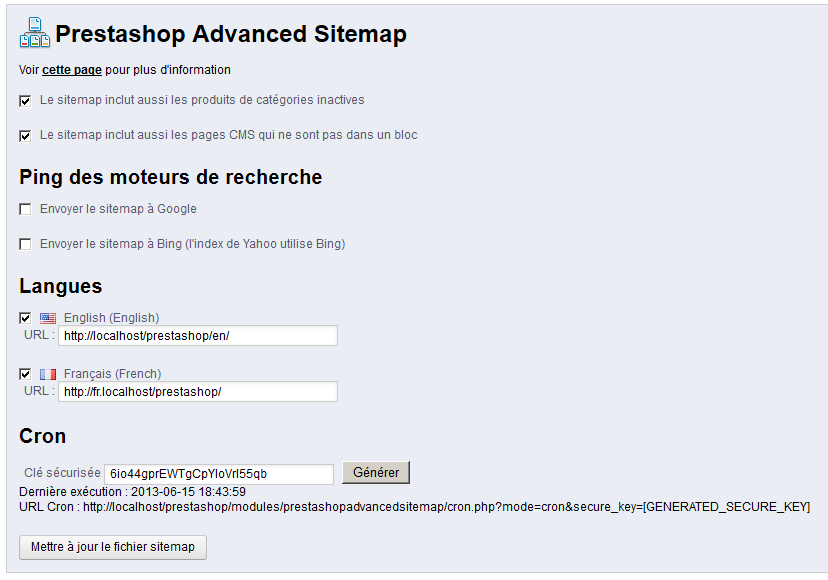 Prestashop Advanced Sitemap
Voir cette page pour plus d'information
Le sitemap inclut aussi les produits de catégories inactives
Le sitemap inclut aussi les pages CMS qui ne sont pas dans un bloc
Ping des moteurs de recherche
Envoyer le sitemap à Google
Envoyer le sitemap à Bing (l'index de Yahoo utilise Bing)
Langues
English (English)
URL : http://localhost/prestashop/en/
Français (French)
URL : http://fr.localhost/prestashop/
Cron
Clé sécurisée 6io44gprEWTgCpYloVrl55qb Générer
Dernière exécution : 2013-06-15 18:43:59
URL Cron : http://localhost/prestashop/modules/prestashopadvancedsitemap/cron.php?mode=cron&secure_key=[GENERATED_SECURE_KEY]
Mettre à jour le fichier sitemap